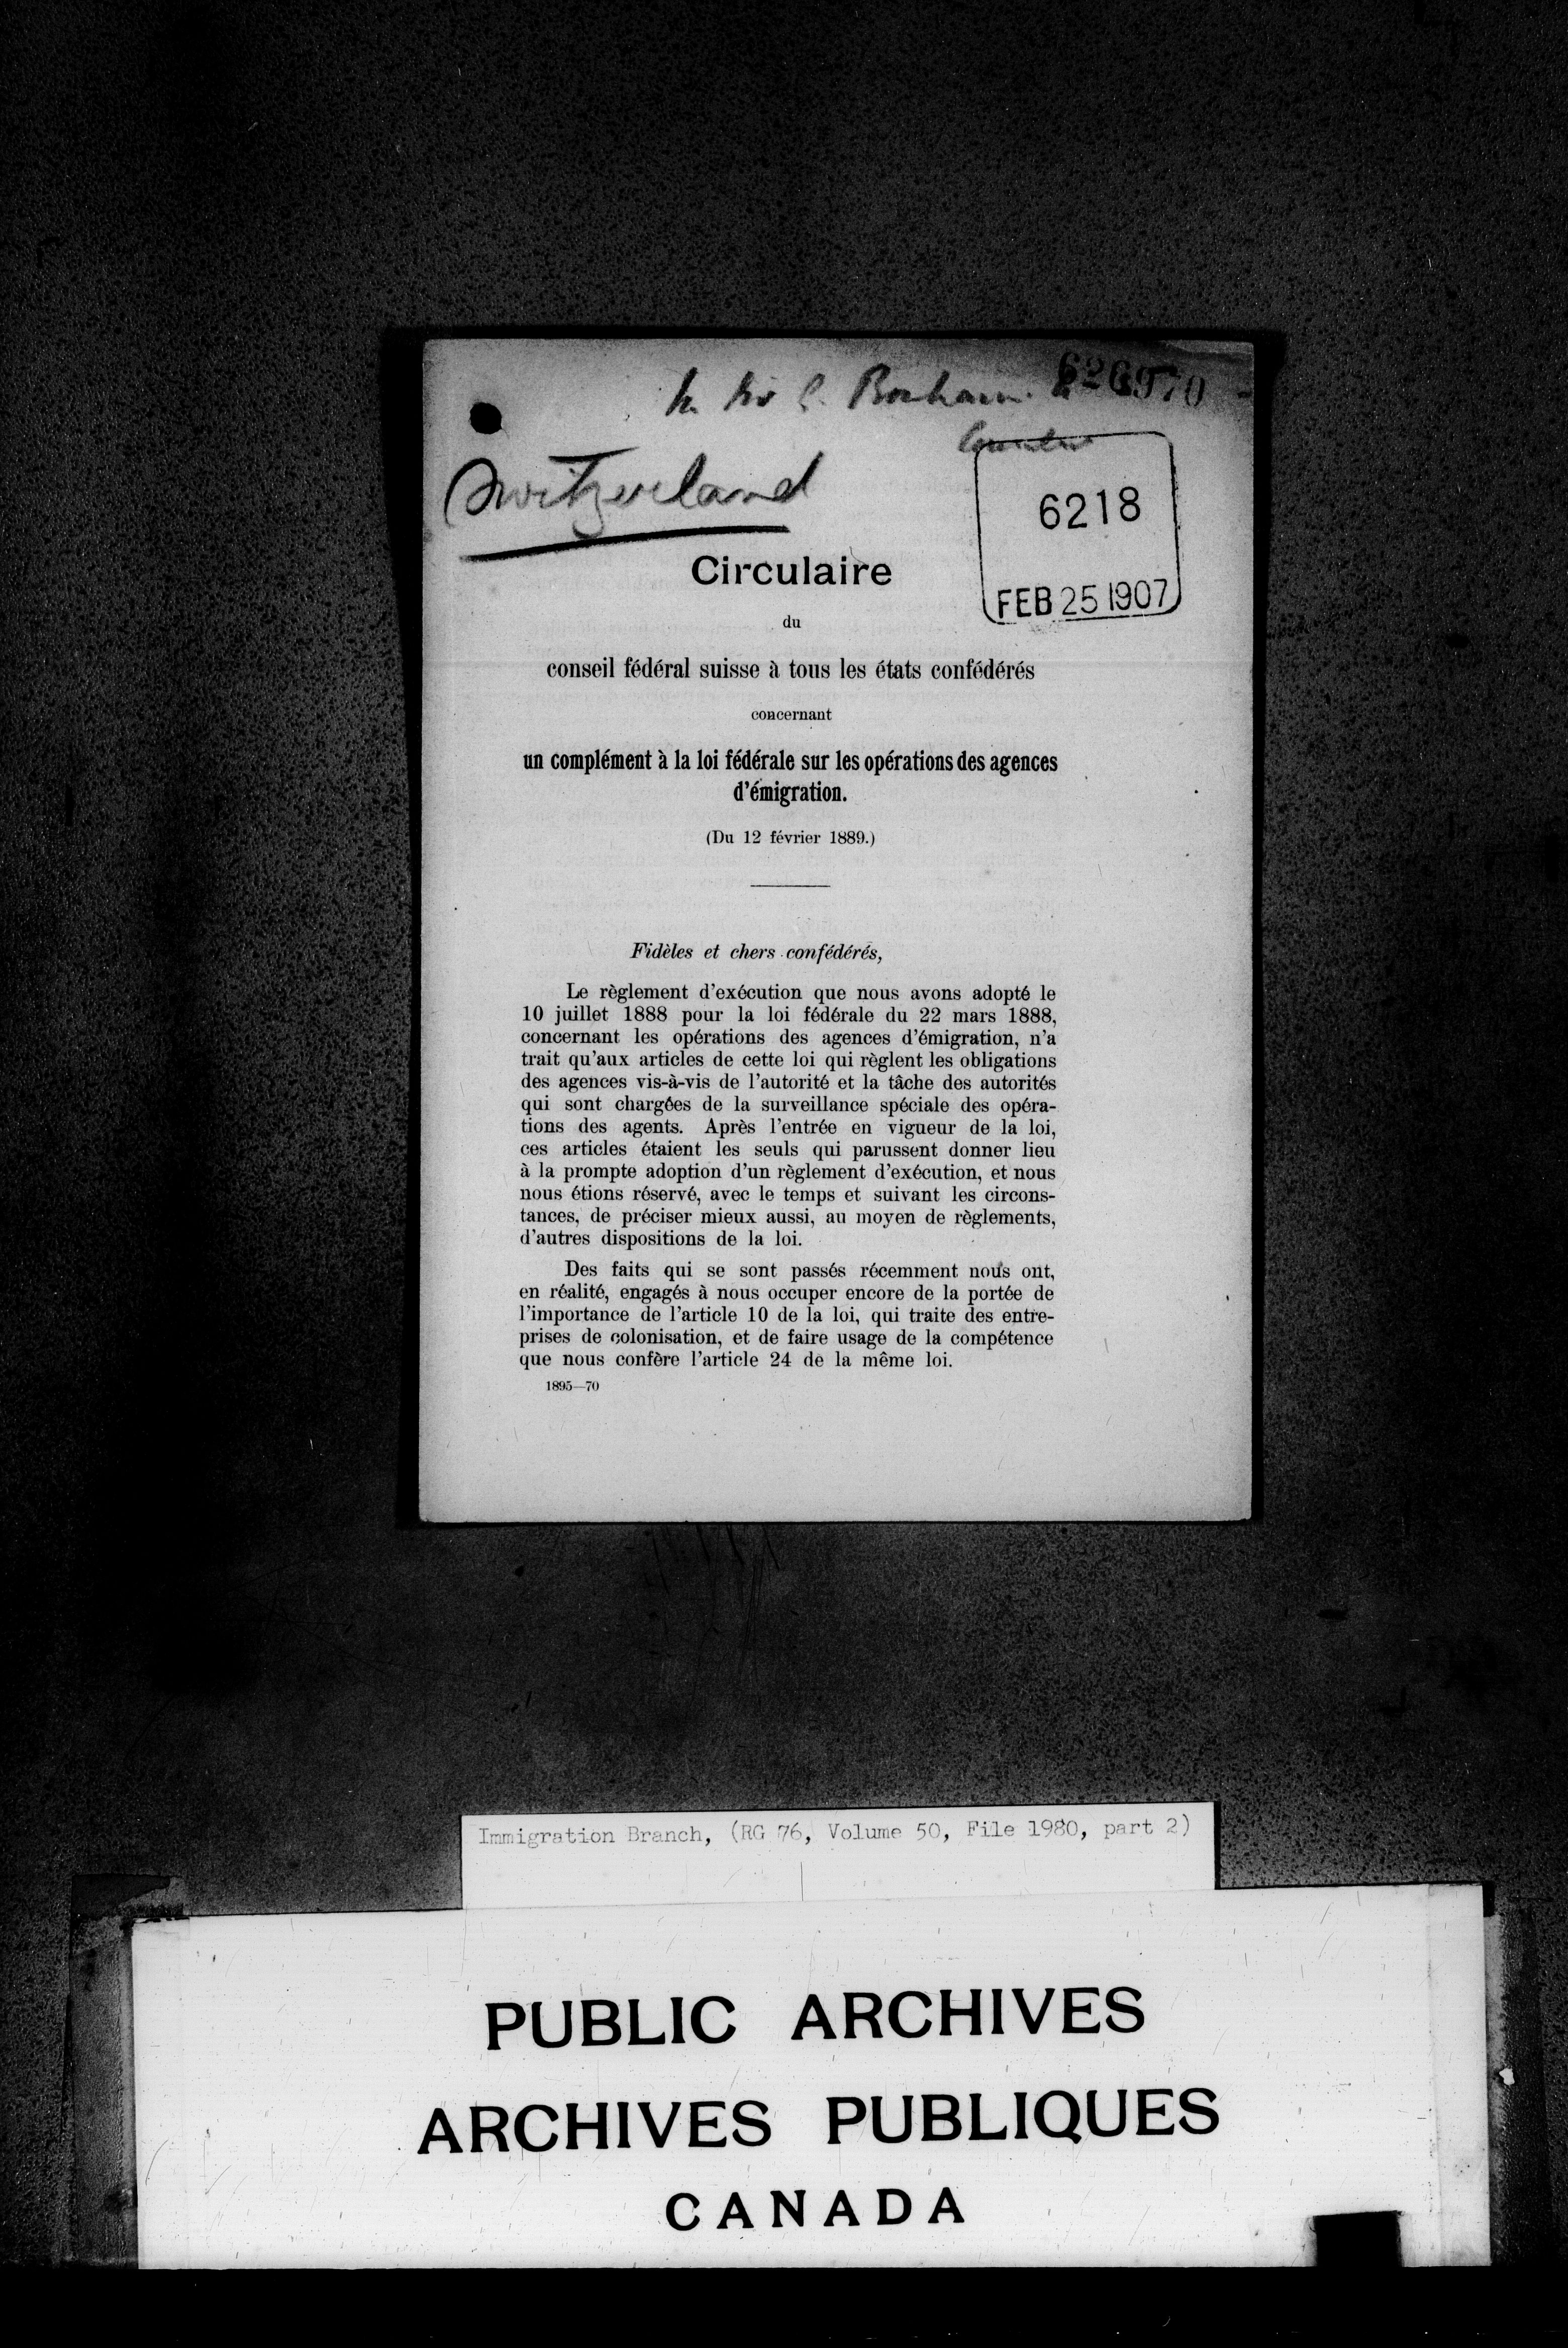 626970
Bonham
Switzerland
6218
FEB 25 1907
Circulaire
du
conseil fédéral suisse à tous les états confédérés
concernant
un complément à la loi fédérale sur les opérations des agences
d'émigration.
(Du 12 février 1889.)
Fidèles et chers confédérés,
Le règlement d'exécution que nous avons adopté le
10 juillet 1888 pour la loi fédérale du 22 mars 1888,
concernant les opérations des agences d'émigration, n'a
trait qu'aux articles de cette loi qui règlent les obligations
des agences vis-à-vis de l'autorité et la tâche des autorités
qui sont chargées de la surveillance spéciale des opéra-
tions des agents. Après l'entrée en vigueur de la loi,
ces articles étaient les seuls qui parussent donner lieu
à la prompte adoption d'un règlement d'exécution, et nous
nous étions réservé, avec le temps et suivant les circons-
tances, de préciser mieux aussi, au moyen de règlements,
d'autres dispositions de la loi.
Des faits qui se sont passés récemment nous ont,
en réalité, engagés à nous occuper encore de la portée de
l'importance de l'article 10 de la loi, qui traite des entre-
prises de colonisation, et de faire usage de la compétence
que nous confère l'article 24 de la même loi.
1895—70
Immigration Branch, (RG 76, Volume 50, File 1980, part 2)
PUBLIC ARCHIVES
ARCHIVES PUBLIQUES
CANADA